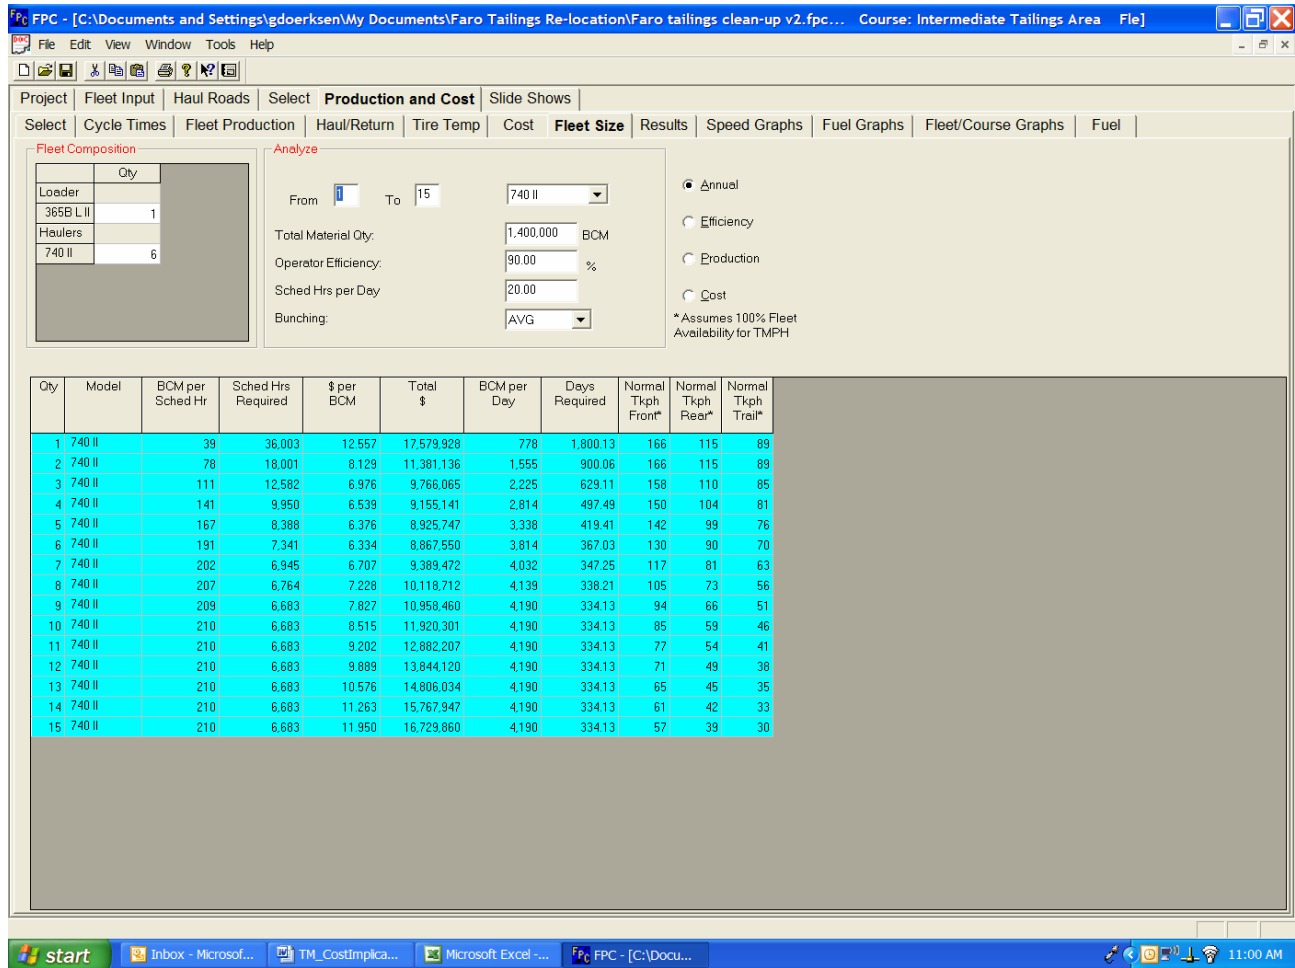 FPC - [C:\Documents and Settings\gdoerksen\My Documents\Faro Tailings Re-location\Faro tailings clean-up v2.fpc... Course: Intermediate Tailings Area Fle]
File Edit View Window Tools Help
Project Fleet Input Haul Roads Select Production and Cost Slide Shows
Select Cycle Times Fleet Production Haul/Return Tire Temp Cost Fleet Size Results Speed Graphs Fuel Graphs Fleet/Course Graphs Fuel
Fleet Composition
Qty
Loader
365B L II 1
Haulers
740 II 6
Analyze
From 1 To 15 740 II
Total Material Qty: 1,400,000 BCM
Operator Efficiency: 90.00 %
Sched Hrs per Day 20.00
Bunching: AVG
Annual
Efficiency
Production
Cost
* Assumes 100% Fleet
Availability for TMPH
Qty Model BCM per Sched Hrs $ per Total BCM per Days Normal Normal Normal
Sched Hr Required BCM $ Day Required Tkph Tkph Tkph
Front* Rear* Trail*
1 740 II 39 36,003 12.557 17,579,928 778 1,800.13 166 115 89
2 740 II 78 18,001 8.129 11,381,136 1,555 900.06 166 115 89
3 740 II 111 12,582 6.976 9,766,065 2,225 629.11 158 110 85
4 740 II 141 9,950 6.539 9,155,141 2,814 497.49 150 104 81
5 740 II 167 8,388 6.376 8,925,747 3,338 419.41 142 99 76
6 740 II 191 7,341 6.334 8,867,550 3,814 367.03 130 90 70
7 740 II 202 6,945 6.707 9,389,472 4,032 347.25 117 81 63
8 740 II 207 6,764 7.228 10,118,712 4,139 338.21 105 73 56
9 740 II 209 6,683 7.827 10,958,460 4,190 334.13 94 66 51
10 740 II 210 6,683 8.515 11,920,301 4,190 334.13 85 59 46
11 740 II 210 6,683 9.202 12,882,207 4,190 334.13 77 54 41
12 740 II 210 6,683 9.889 13,844,120 4,190 334.13 71 49 38
13 740 II 210 6,683 10.576 14,806,034 4,190 334.13 65 45 35
14 740 II 210 6,683 11.263 15,767,947 4,190 334.13 61 42 33
15 740 II 210 6,683 11.950 16,729,860 4,190 334.13 57 39 30
start Inbox - Microsof... TM_CostImplica... Microsoft Excel -... FPC - [C:\Docu... 11:00 AM